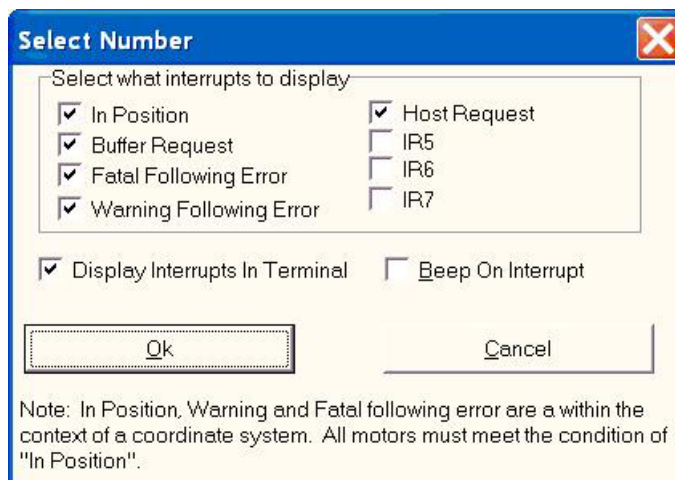 Select Number
Select what interrupts to display
In Position
Buffer Request
Fatal Following Error
Warning Following Error
Host Request
IR5
IR6
IR7
Display Interrupts In Terminal
Beep On Interrupt
Ok
Cancel
Note: In Position, Warning and Fatal following error are a within the
context of a coordinate system. All motors must meet the condition of
"In Position".